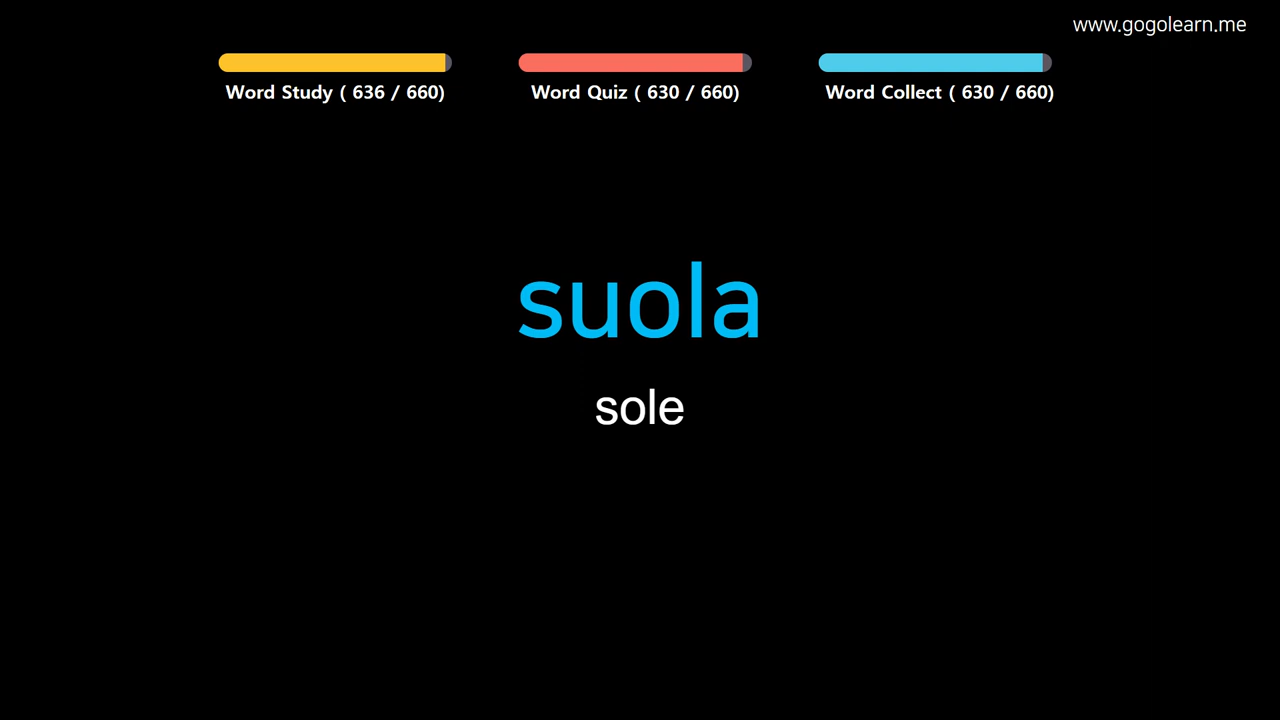 www.gogolearn.me
Word Study ( 636 / 660)
Word Quiz ( 630 / 660)
Word Collect ( 630 / 660)
suola
sole